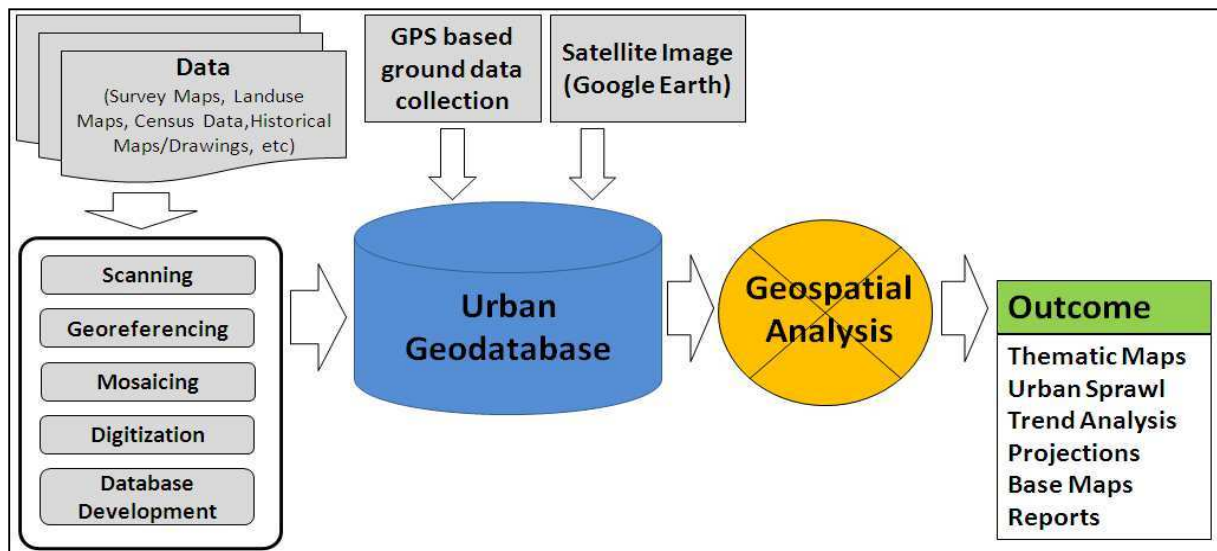 Data
(Survey Maps, Landuse
Maps, Census Data,Historical
Maps/Drawings, etc)
GPS based
ground data
collection
Satellite Image
(Google Earth)
Scanning
Georeferencing
Mosaicing
Digitization
Database
Development
Urban
Geodatabase
Geospatial
Analysis
Outcome
Thematic Maps
Urban Sprawl
Trend Analysis
Projections
Base Maps
Reports